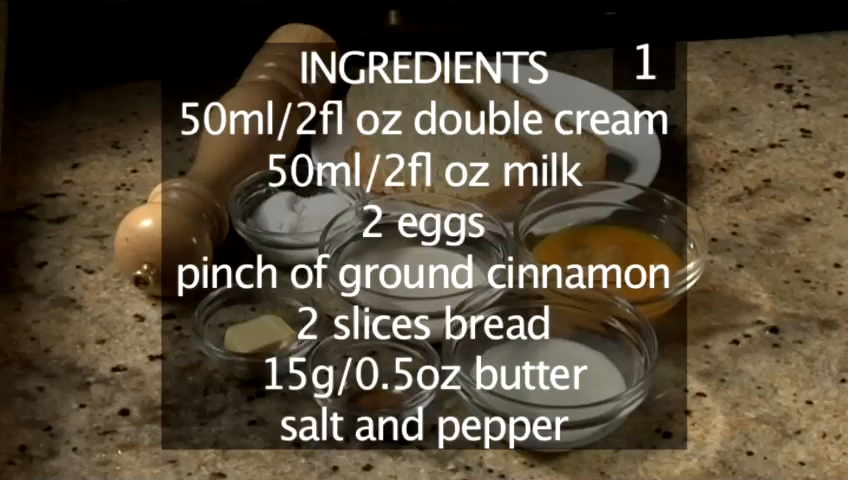 INGREDIENTS
1
50ml/2fl oz double cream
50ml/2fl oz milk
2 eggs
pinch of ground cinnamon
2 slices bread
15g/0.5oz butter
salt and pepper